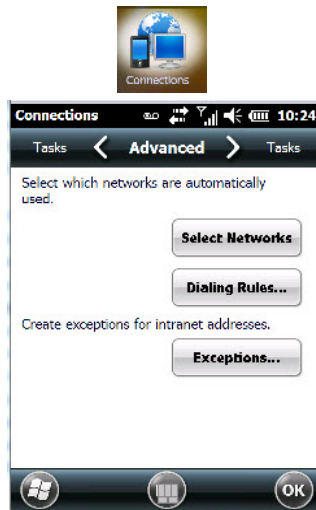 Connections
Connections 10:24
Tasks Advanced Tasks
Select which networks are automatically
used.
Select Networks
Dialing Rules...
Create exceptions for intranet addresses.
Exceptions...
OK